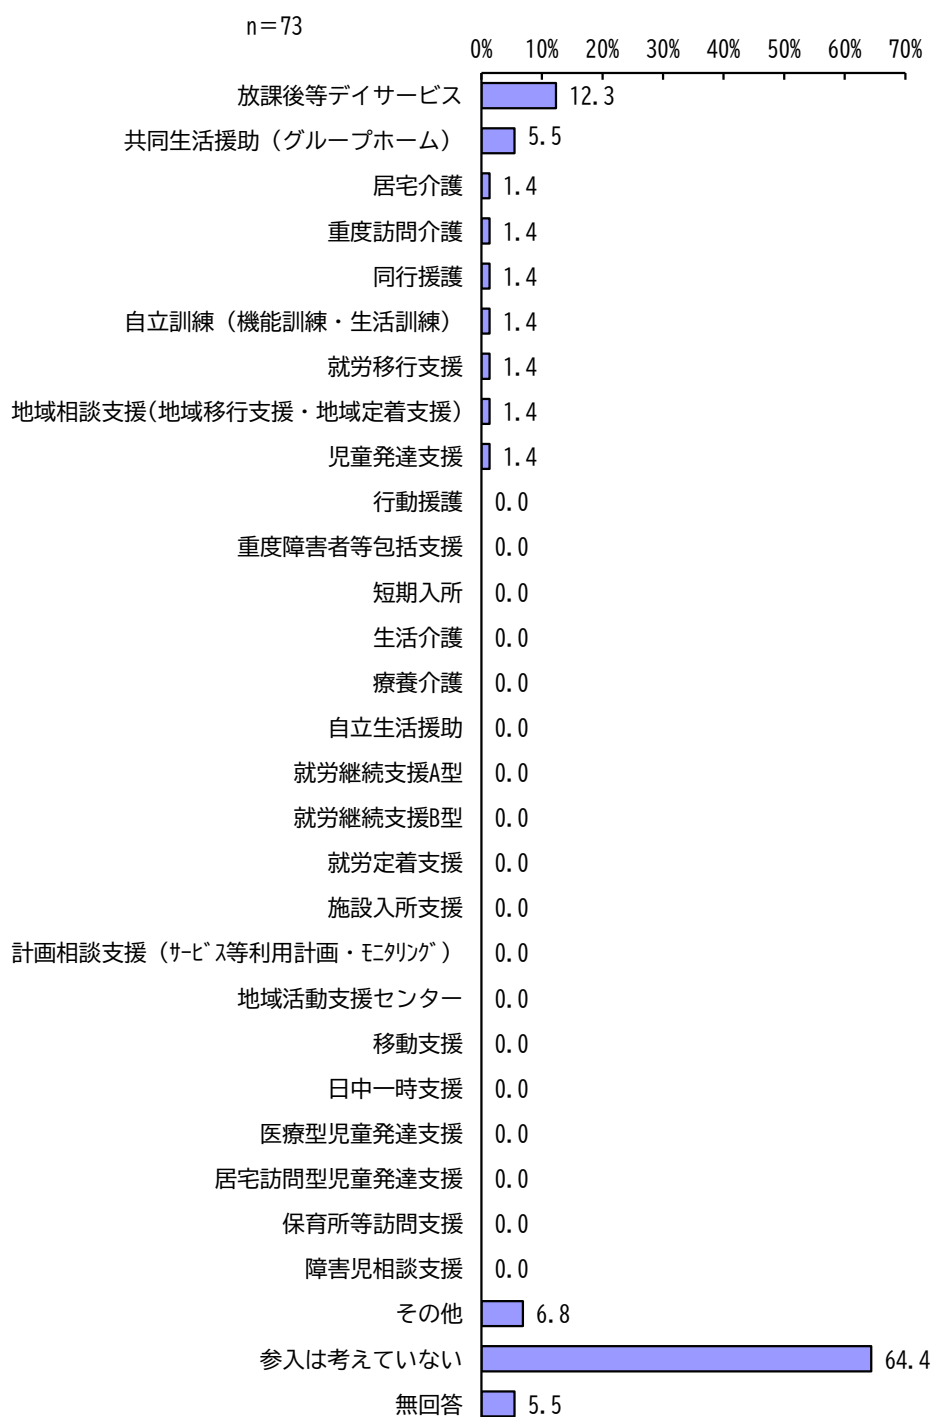 n＝73
0% 10% 20% 30% 40% 50% 60% 70%
放課後等デイサービス 12.3
共同生活援助（グループホーム） 5.5
居宅介護 1.4
重度訪問介護 1.4
同行援護 1.4
自立訓練（機能訓練・生活訓練） 1.4
就労移行支援 1.4
地域相談支援(地域移行支援・地域定着支援) 1.4
児童発達支援 1.4
行動援護 0.0
重度障害者等包括支援 0.0
短期入所 0.0
生活介護 0.0
療養介護 0.0
自立生活援助 0.0
就労継続支援A型 0.0
就労継続支援B型 0.0
就労定着支援 0.0
施設入所支援 0.0
計画相談支援（ｻｰﾋﾞｽ等利用計画・ﾓﾆﾀﾘﾝｸﾞ） 0.0
地域活動支援センター 0.0
移動支援 0.0
日中一時支援 0.0
医療型児童発達支援 0.0
居宅訪問型児童発達支援 0.0
保育所等訪問支援 0.0
障害児相談支援 0.0
その他 6.8
参入は考えていない 64.4
無回答 5.5